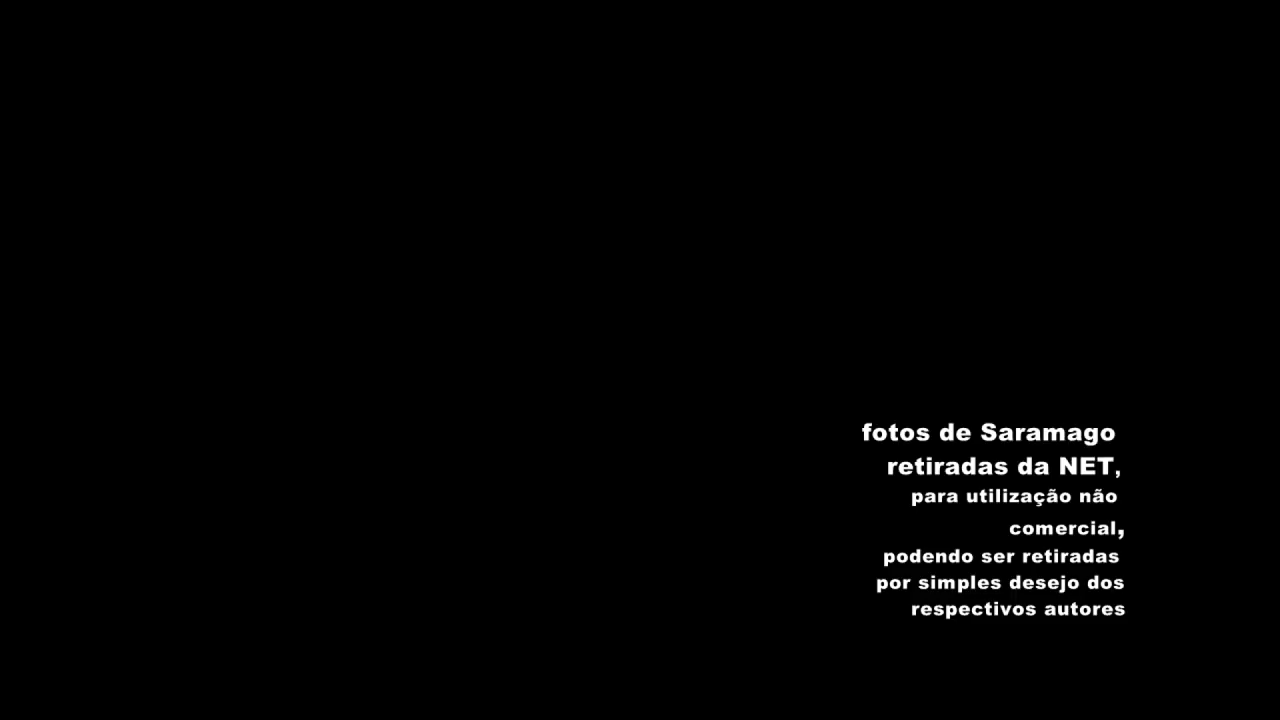 fotos de Saramago
retiradas da NET,
para utilização não
comercial,
podendo ser retiradas
por simples desejo dos
respectivos autores